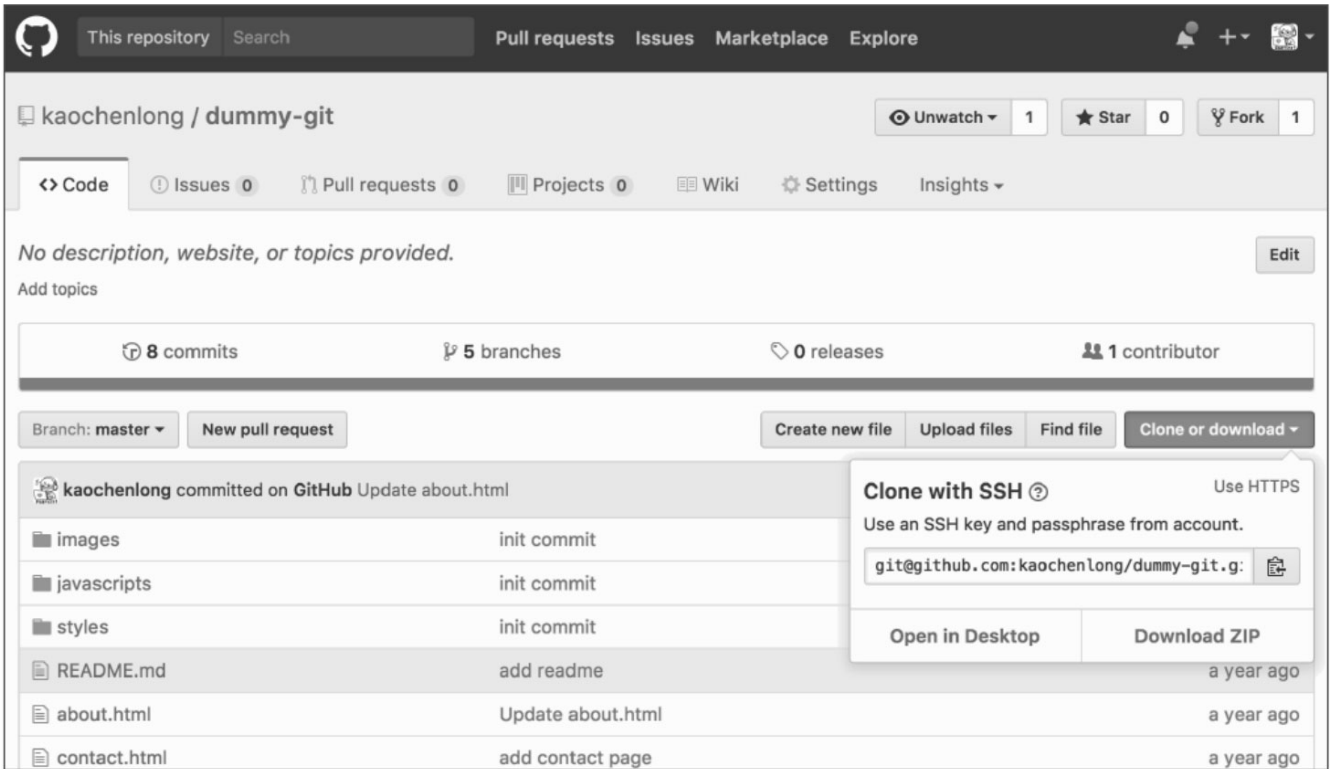 This repository Search Pull requests Issues Marketplace Explore
kaochenlong / dummy-git Unwatch 1 Star 0 Fork 1
<> Code Issues 0 Pull requests 0 Projects 0 Wiki Settings Insights
No description, website, or topics provided. Edit
Add topics
8 commits 5 branches 0 releases 1 contributor
Branch: master New pull request Create new file Upload files Find file Clone or download
kaochenlong committed on GitHub Update about.html
Clone with SSH Use HTTPS
Use an SSH key and passphrase from account.
git@github.com:kaochenlong/dummy-git.g
Open in Desktop Download ZIP
images init commit
javascripts init commit
styles init commit
README.md add readme a year ago
about.html Update about.html a year ago
contact.html add contact page a year ago